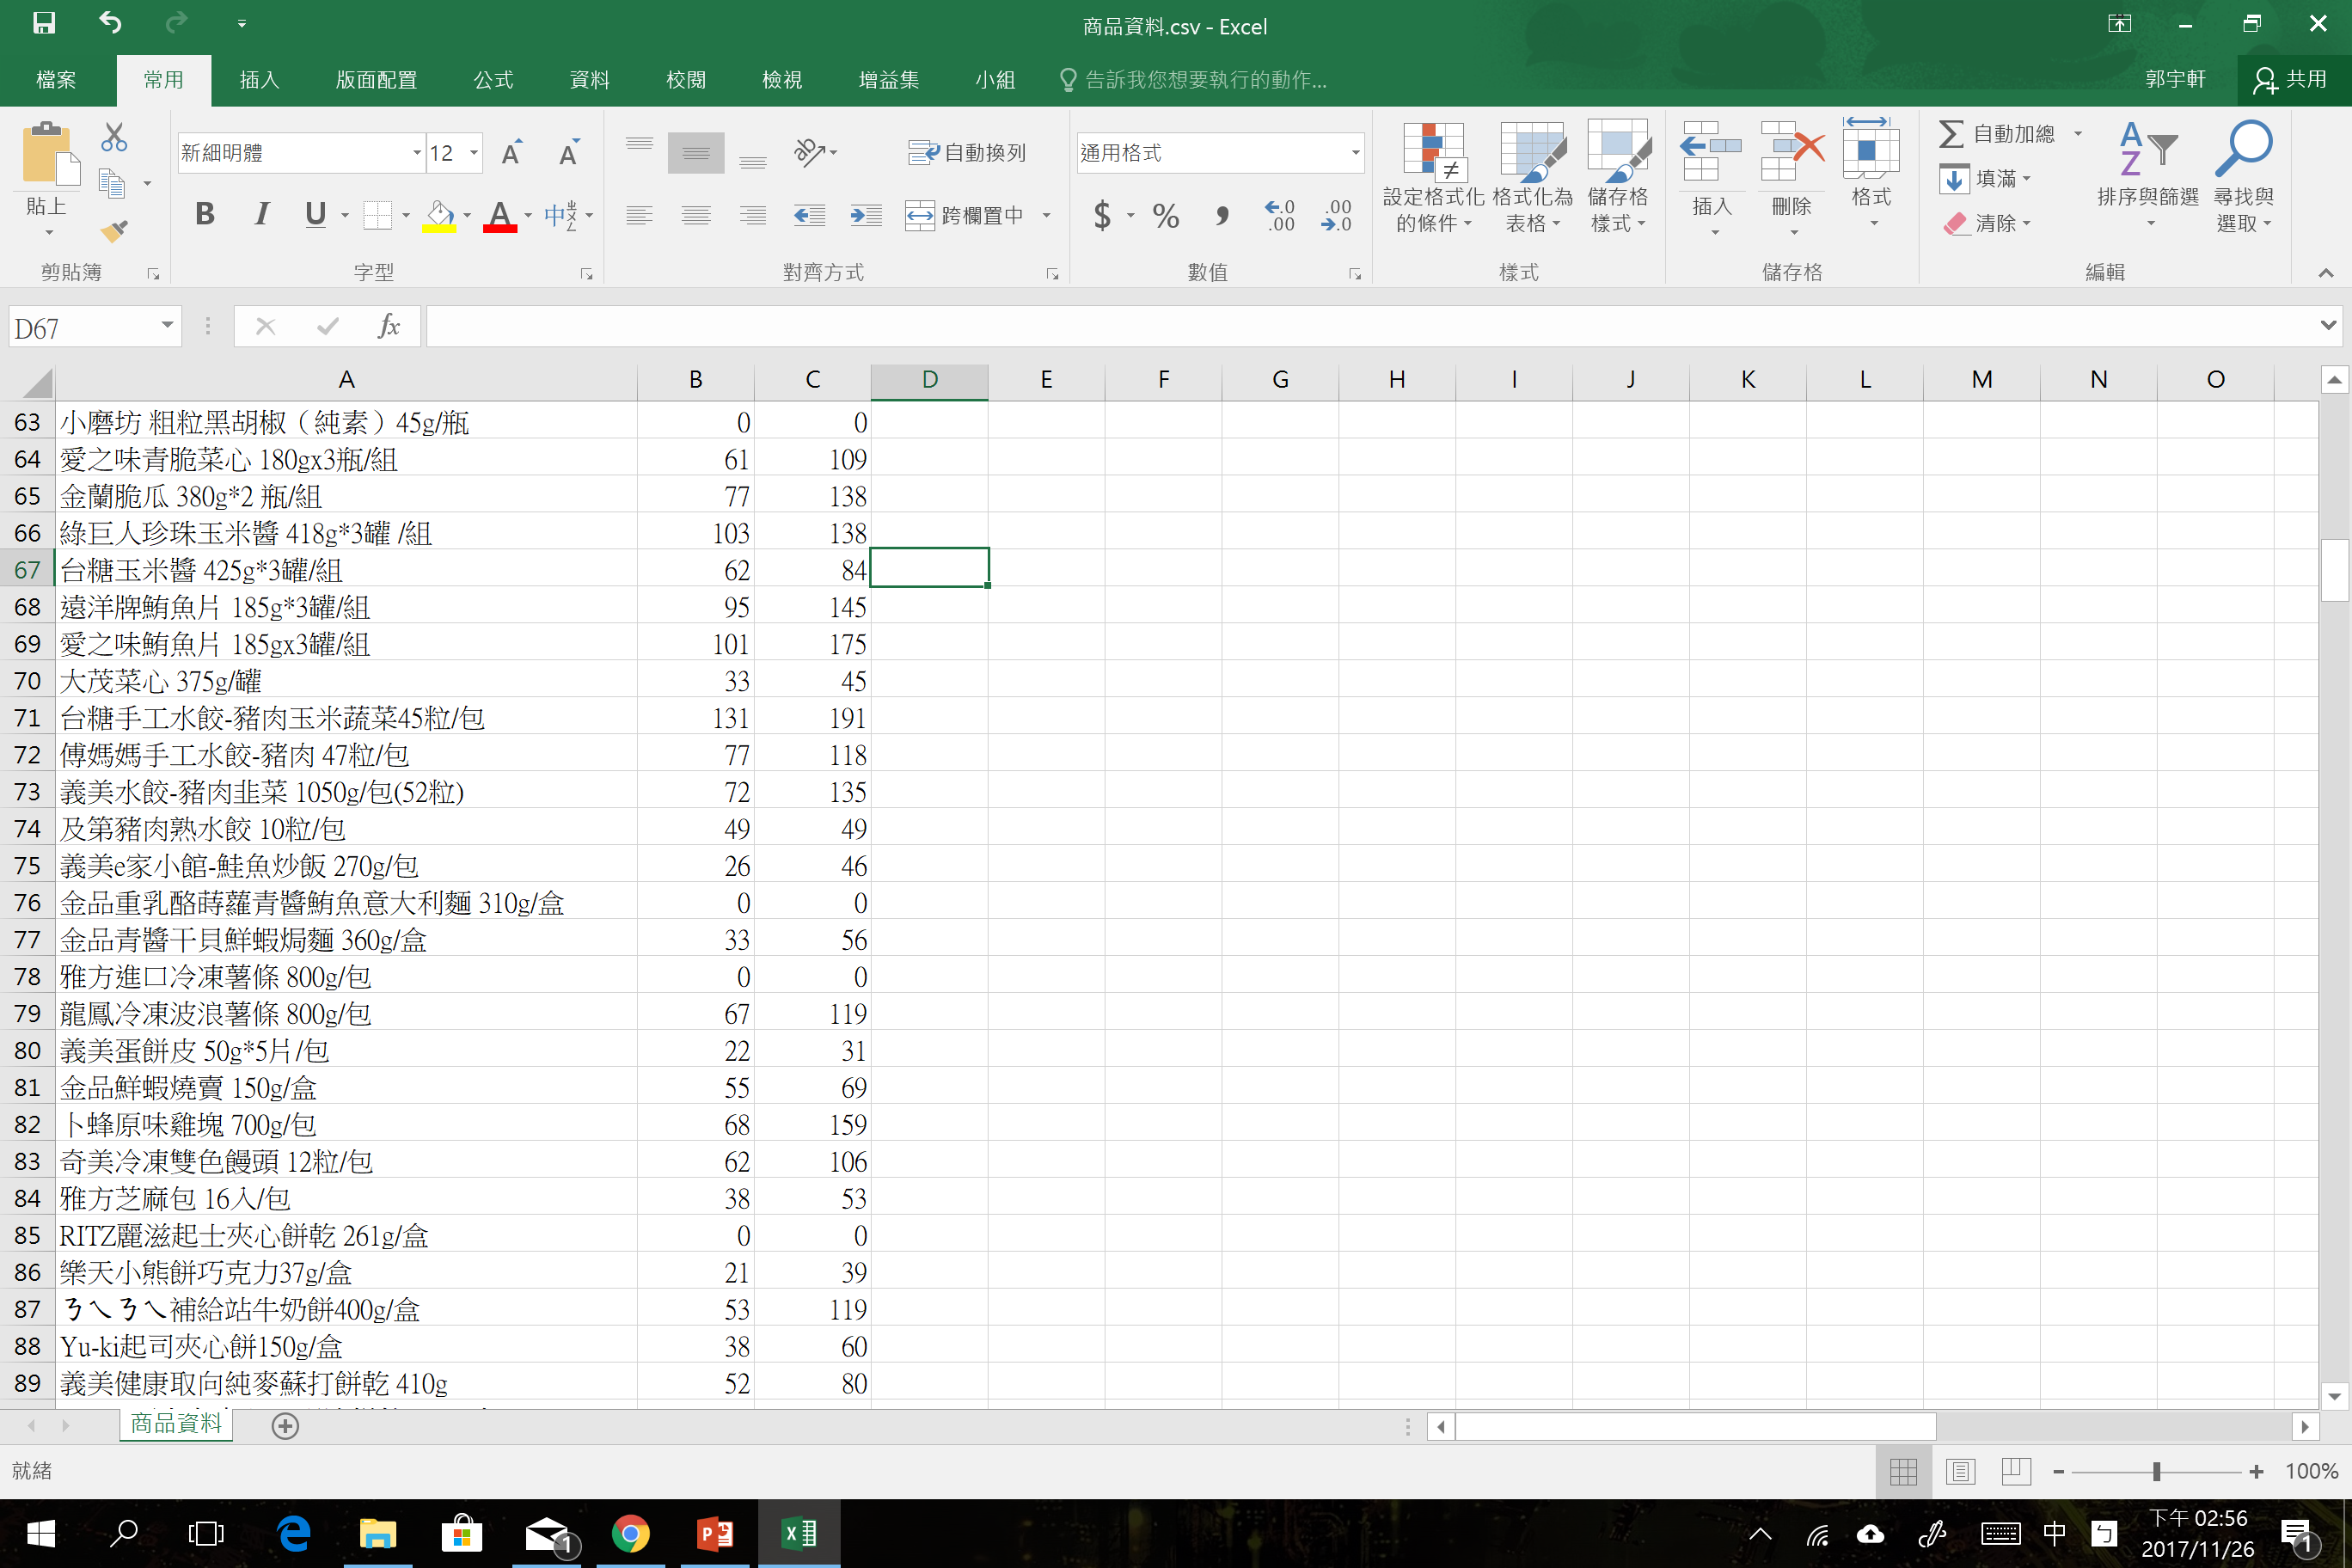 商品資料.csv - Excel
檔案 常用 插入 版面配置 公式 資料 校閱 檢視 增益集 小組 告訴我您想要執行的動作... 郭宇軒 共用
貼上
剪貼簿
新細明體 12
B I U A 中
字型
自動換列
跨欄置中
對齊方式
通用格式
$ % , .0 .00 .00 .0
數值
設定格式化的條件
格式化為表格
儲存格樣式
樣式
插入 刪除 格式
儲存格
自動加總
填滿
清除
排序與篩選
尋找與選取
編輯
D67 fx
A B C D E F G H I J K L M N O
63 小磨坊 粗粒黑胡椒（純素）45g/瓶 0 0
64 愛之味青脆菜心 180gx3瓶/組 61 109
65 金蘭脆瓜 380g*2 瓶/組 77 138
66 綠巨人珍珠玉米醬 418g*3罐 /組 103 138
67 台糖玉米醬 425g*3罐/組 62 84
68 遠洋牌鮪魚片 185g*3罐/組 95 145
69 愛之味鮪魚片 185gx3罐/組 101 175
70 大茂菜心 375g/罐 33 45
71 台糖手工水餃-豬肉玉米蔬菜45粒/包 131 191
72 傅媽媽手工水餃-豬肉 47粒/包 77 118
73 義美水餃-豬肉韭菜 1050g/包(52粒) 72 135
74 及第豬肉熟水餃 10粒/包 49 49
75 義美e家小館-鮭魚炒飯 270g/包 26 46
76 金品重乳酪蒔蘿青醬鮪魚意大利麵 310g/盒 0 0
77 金品青醬干貝鮮蝦焗麵 360g/盒 33 56
78 雅方進口冷凍薯條 800g/包 0 0
79 龍鳳冷凍波浪薯條 800g/包 67 119
80 義美蛋餅皮 50g*5片/包 22 31
81 金品鮮蝦燒賣 150g/盒 55 69
82 卜蜂原味雞塊 700g/包 68 159
83 奇美冷凍雙色饅頭 12粒/包 62 106
84 雅方芝麻包 16入/包 38 53
85 RITZ麗滋起士夾心餅乾 261g/盒 0 0
86 樂天小熊餅巧克力37g/盒 21 39
87 ㄋㄟㄋㄟ補給站牛奶餅400g/盒 53 119
88 Yu-ki起司夾心餅150g/盒 38 60
89 義美健康取向純麥蘇打餅乾 410g 52 80
商品資料
就緒 100%
1 中 ㄅ 下午 02:56
2017/11/26 1